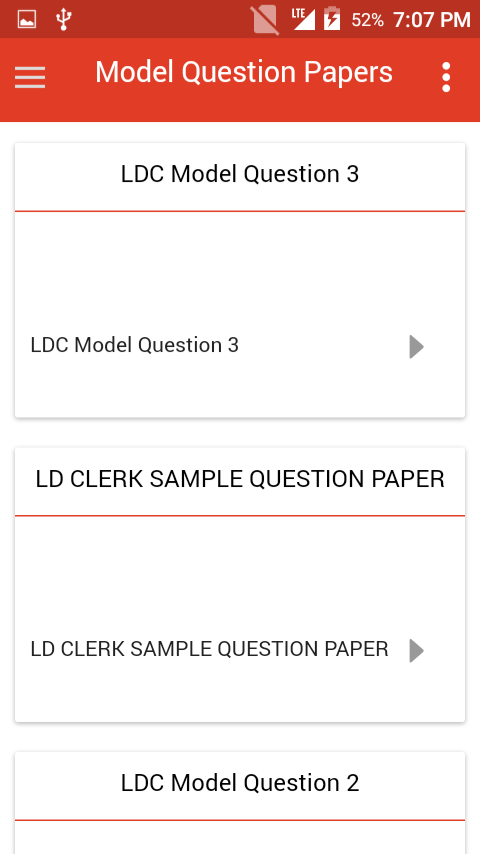 LTE 52% 7:07 PM
Model Question Papers
LDC Model Question 3
LDC Model Question 3
LD CLERK SAMPLE QUESTION PAPER
LD CLERK SAMPLE QUESTION PAPER
LDC Model Question 2